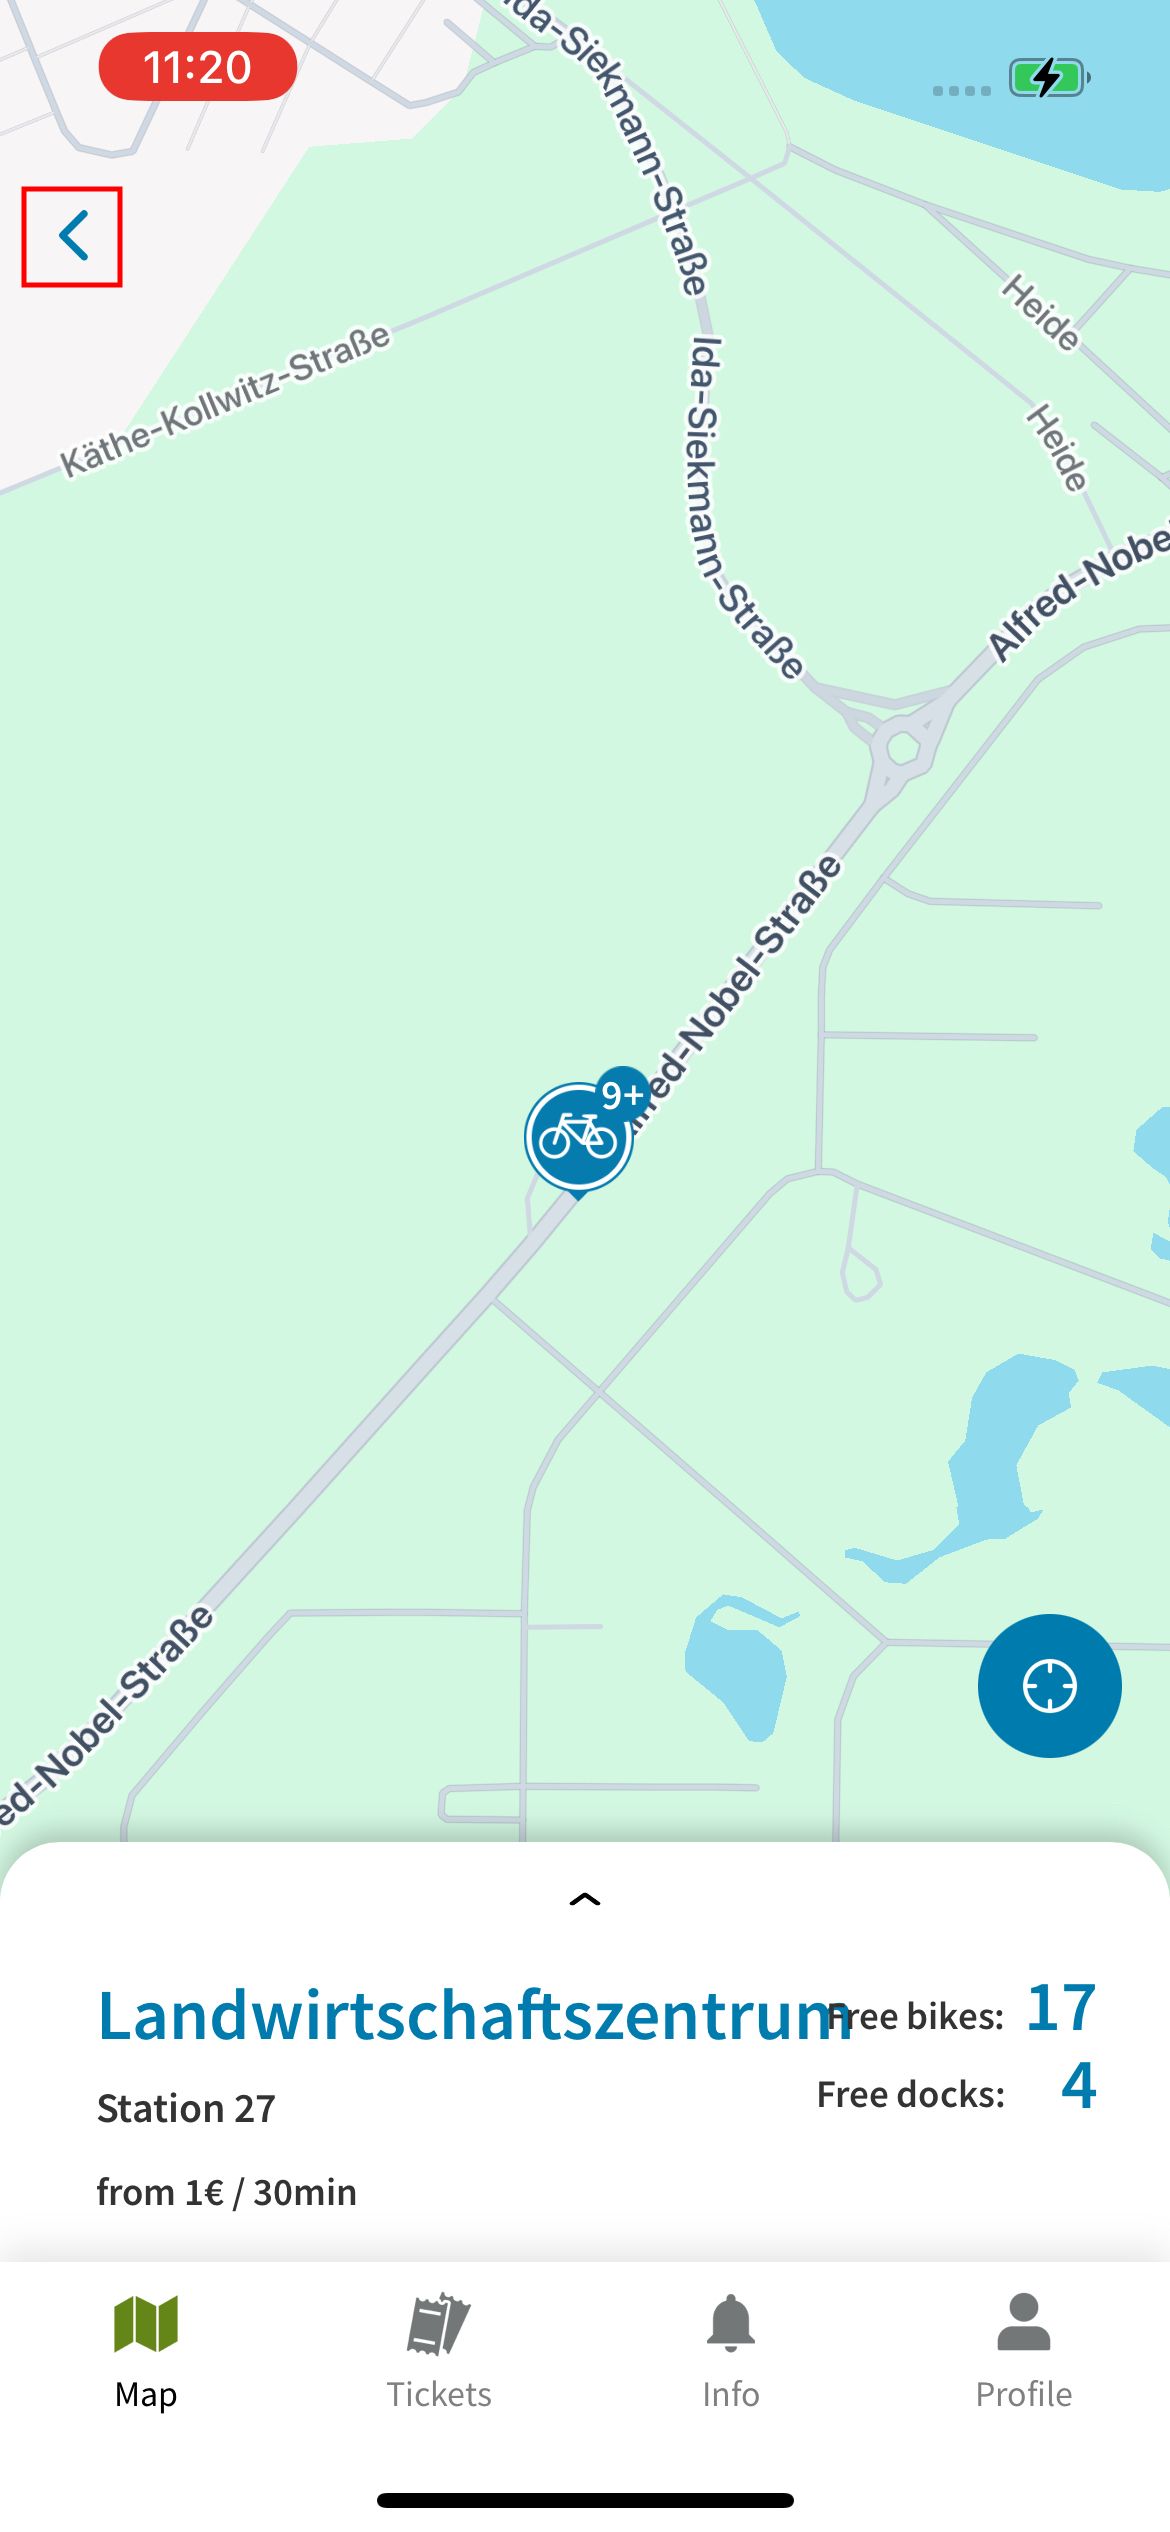 11:20
Ida-Siekmann-Straße
Heide
Ida-Siekmann-Straße
Käthe-Kollwitz-Straße
Heide
Alfred-Nobel
Alfred-Nobel-Straße
9+
ed-Nobel-Straße
Landwirtschaftszentrum
Free bikes: 17
Station 27
Free docks: 4
from 1€ / 30min
Map
Tickets
Info
Profile